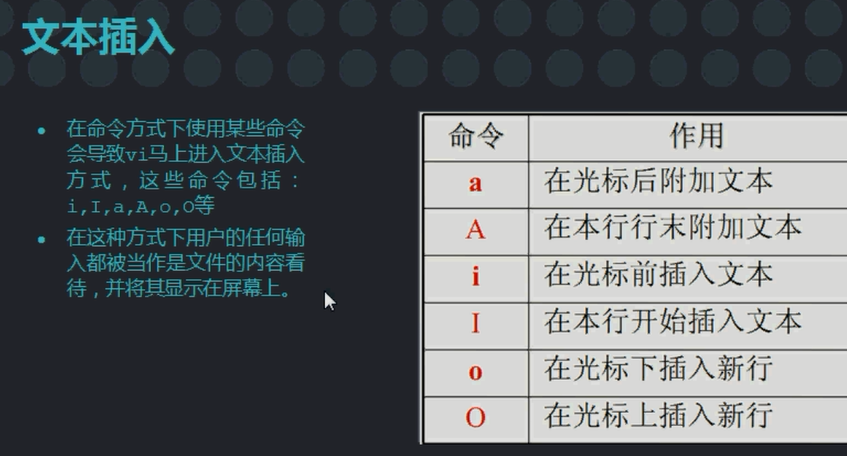 文本插入
在命令方式下使用某些命令
会导致vi马上进入文本插入
方式，这些命令包括：
i,I,a,A,o,O等
在这种方式下用户的任何输
入都被当作是文件的内容看
待，并将其显示在屏幕上。
命令 作用
a 在光标后附加文本
A 在本行行末附加文本
i 在光标前插入文本
I 在本行开始插入文本
o 在光标下插入新行
O 在光标上插入新行